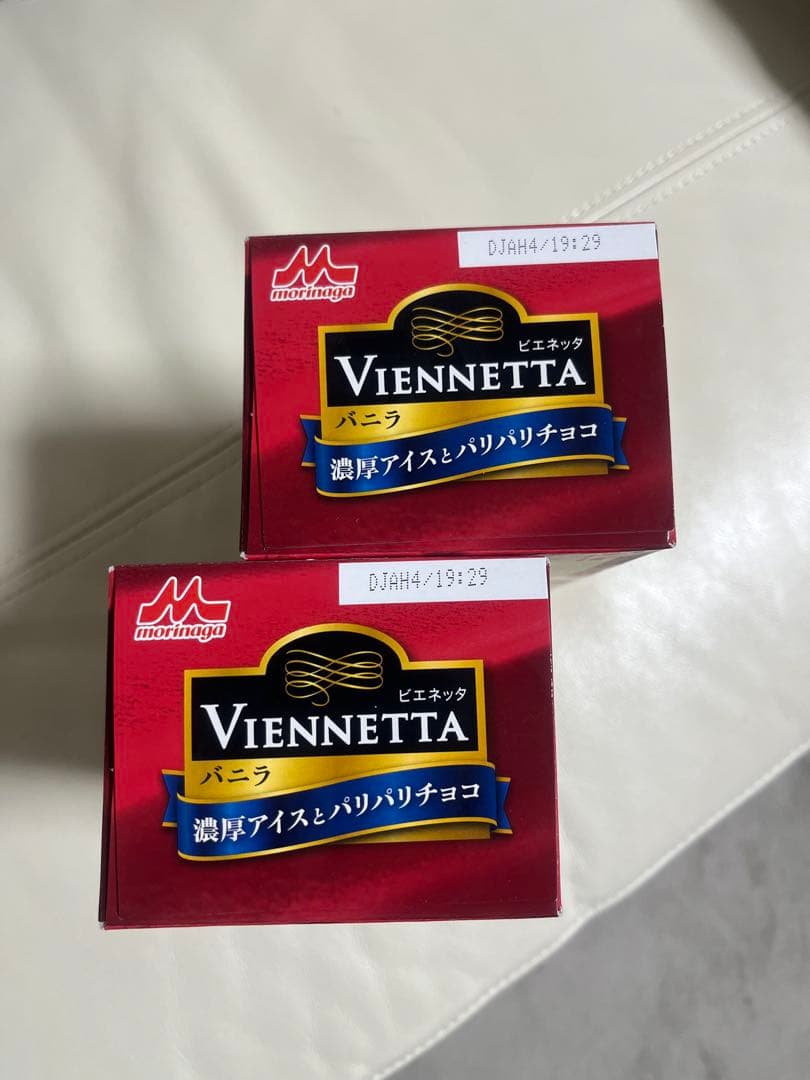 DJAH4/19:29
morinaga
ビエネッタ
VIENNETTA
バニラ
濃厚アイスとパリパリチョコ
DJAH4/19:29
morinaga
ビエネッタ
VIENNETTA
バニラ
濃厚アイスとパリパリチョコ